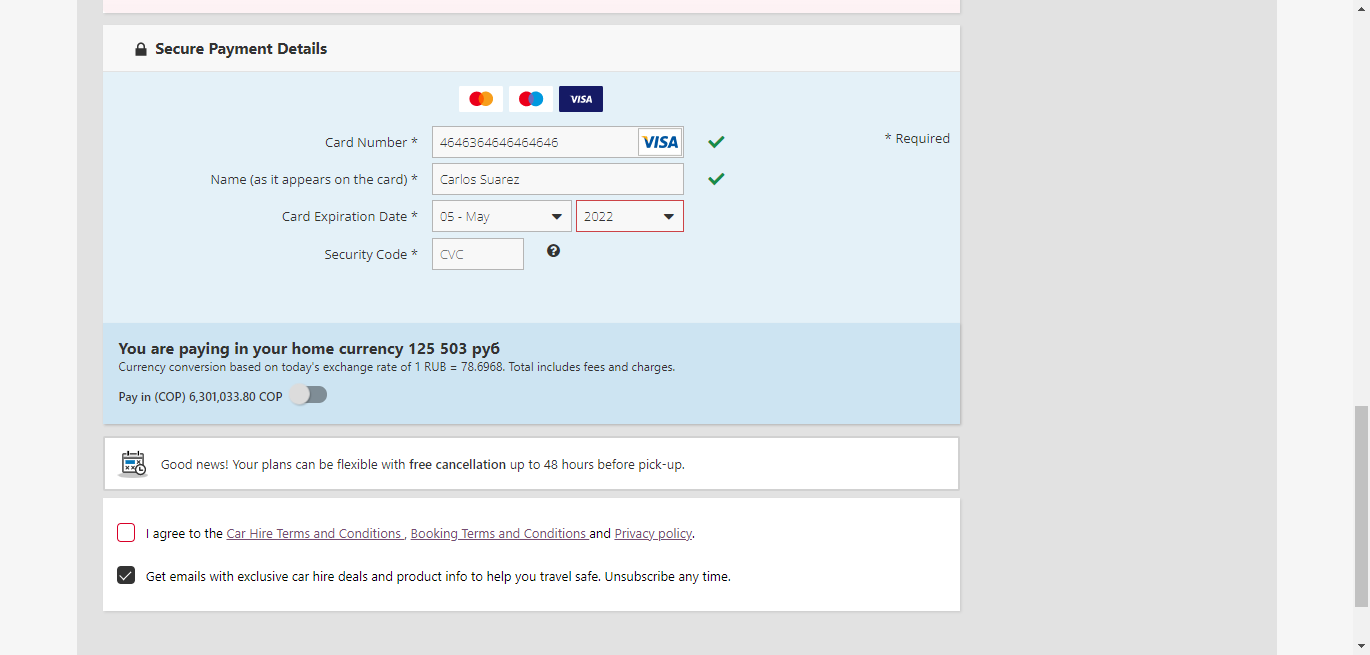 Secure Payment Details
VISA
Card Number *
4646364646464646
VISA
* Required
Name (as it appears on the card) *
Carlos Suarez
Card Expiration Date *
05 - May
2022
Security Code *
CVC
?
You are paying in your home currency 125 503 руб
Currency conversion based on today's exchange rate of 1 RUB = 78.6968. Total includes fees and charges.
Pay in (COP) 6,301,033.80 COP
Good news! Your plans can be flexible with free cancellation up to 48 hours before pick-up.
I agree to the Car Hire Terms and Conditions , Booking Terms and Conditions and Privacy policy.
Get emails with exclusive car hire deals and product info to help you travel safe. Unsubscribe any time.